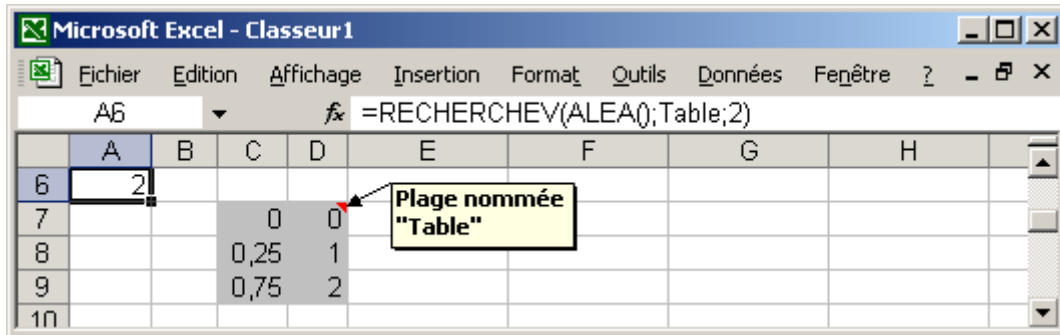 Microsoft Excel - Classeur1
Fichier Edition Affichage Insertion Format Outils Données Fenêtre ?
A6 fx =RECHERCHEV(ALEA();Table;2)
A B C D E F G H
6 2
Plage nommée
7 0 0 "Table"
8 0,25 1
9 0,75 2
10